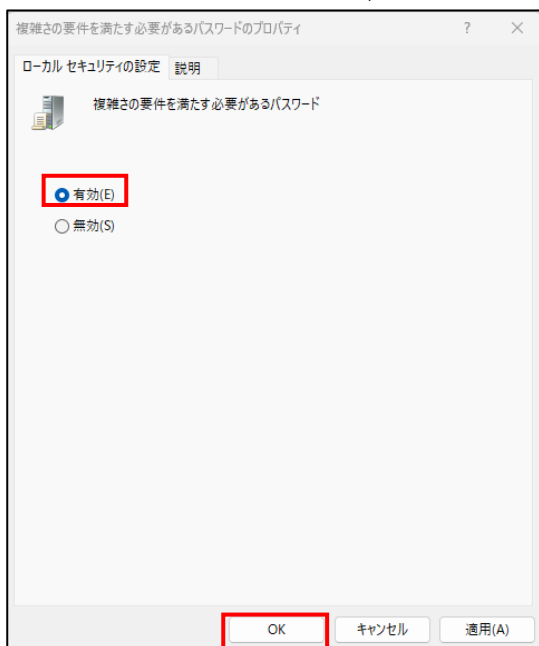 複雑さの要件を満たす必要があるパスワードのプロパティ ? ×
ローカル セキュリティの設定 説明
複雑さの要件を満たす必要があるパスワード
有効(E)
無効(S)
OK キャンセル 適用(A)